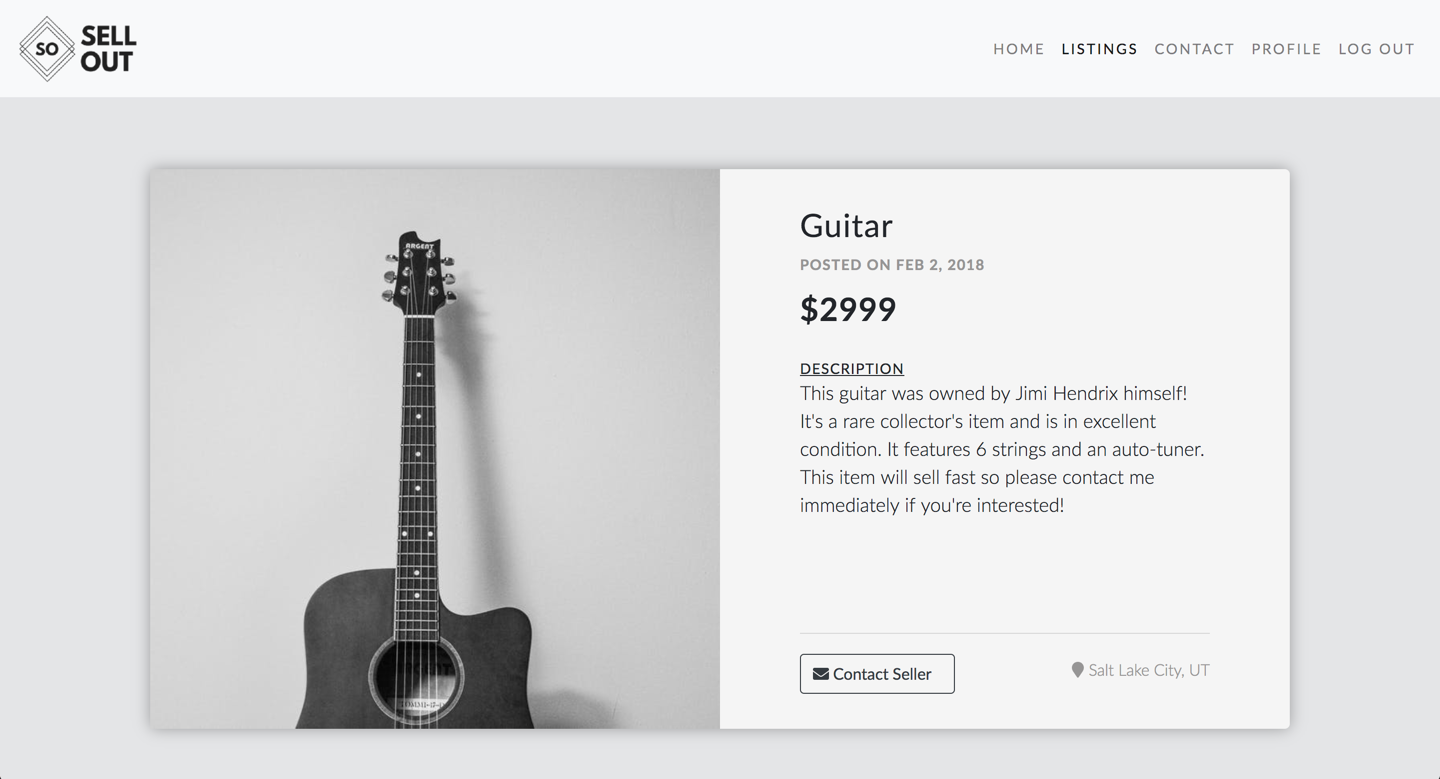 SO
SELL
OUT
HOME LISTINGS CONTACT PROFILE LOG OUT
ARGENT
Guitar
POSTED ON FEB 2, 2018
$2999
DESCRIPTION
This guitar was owned by Jimi Hendrix himself!
It's a rare collector's item and is in excellent
condition. It features 6 strings and an auto-tuner.
This item will sell fast so please contact me
immediately if you're interested!
Contact Seller
Salt Lake City, UT